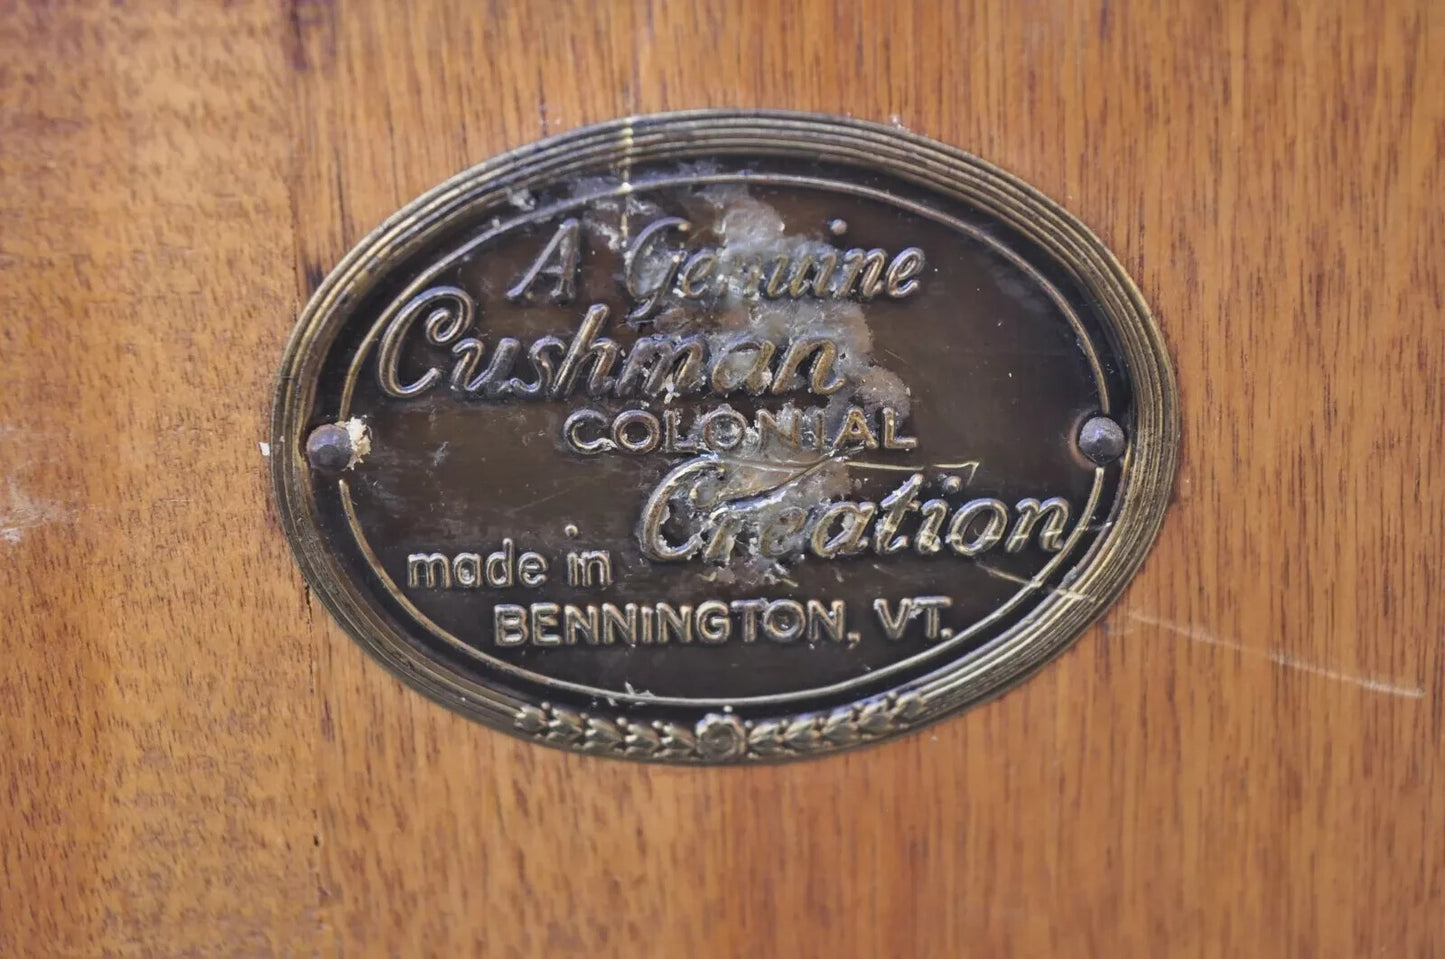 A Genuine
Cushman
COLONIAL
Creation
made in
BENNINGTON, VT.